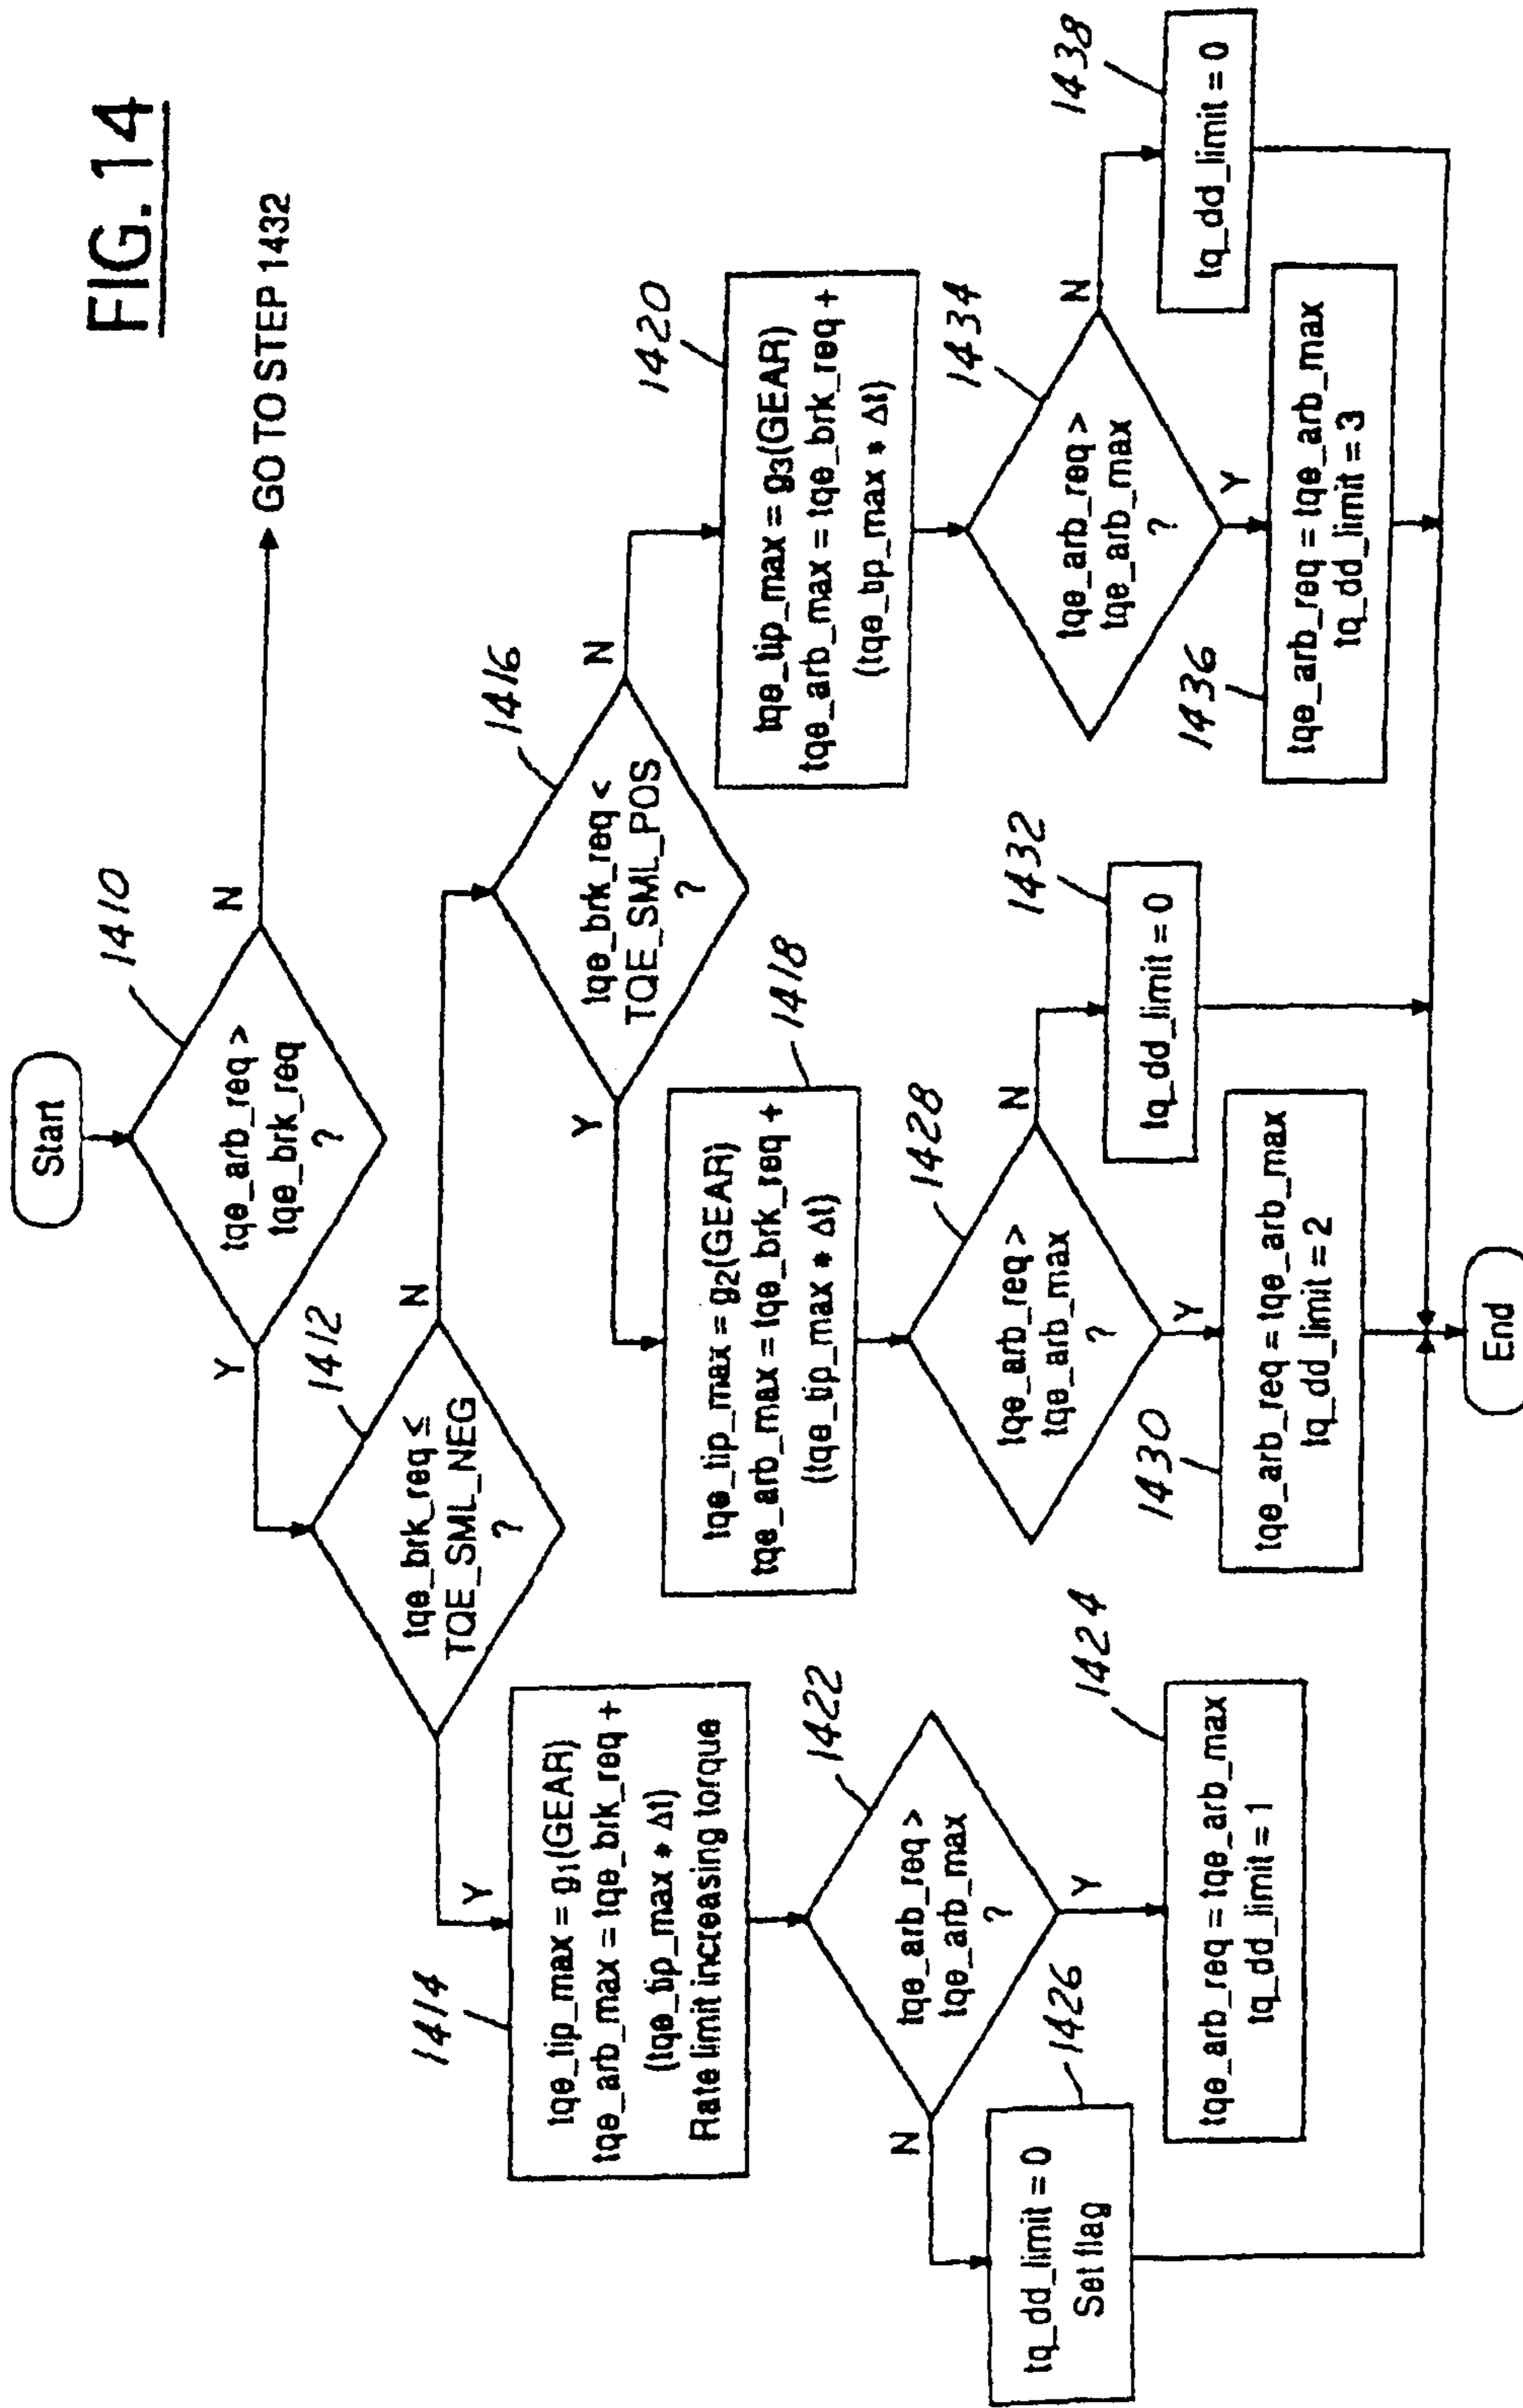 FIG. 14
Start
1410
tqe_arb_req >
tqe_brk_req
?
N
GO TO STEP 1432
Y
1412
tqe_brk_req ≤
TQE_SML_NEG
?
N
Y
1416
tqe_brk_req <
TQE_SML_POS
?
N
Y
1414
tqe_tip_max = g1(GEAR)
tqe_arb_max = tqe_brk_req +
(tqe_tip_max * Δt)
Rate limit increasing torque
1418
tqe_tip_max = g2(GEAR)
tqe_arb_max = tqe_brk_req +
(tqe_tip_max * Δt)
1420
tqe_tip_max = g3(GEAR)
tqe_arb_max = tqe_brk_req +
(tqe_tip_max * Δt)
1422
tqe_arb_req >
tqe_arb_max
?
N
Y
1428
tqe_arb_req >
tqe_arb_max
?
N
Y
1434
tqe_arb_req >
tqe_arb_max
?
N
Y
1426
tq_dd_limit = 0
Set flag
1424
tqe_arb_req = tqe_arb_max
tq_dd_limit = 1
1430
tqe_arb_req = tqe_arb_max
tq_dd_limit = 2
1432
tq_dd_limit = 0
1436
tqe_arb_req = tqe_arb_max
tq_dd_limit = 3
1438
tq_dd_limit = 0
End